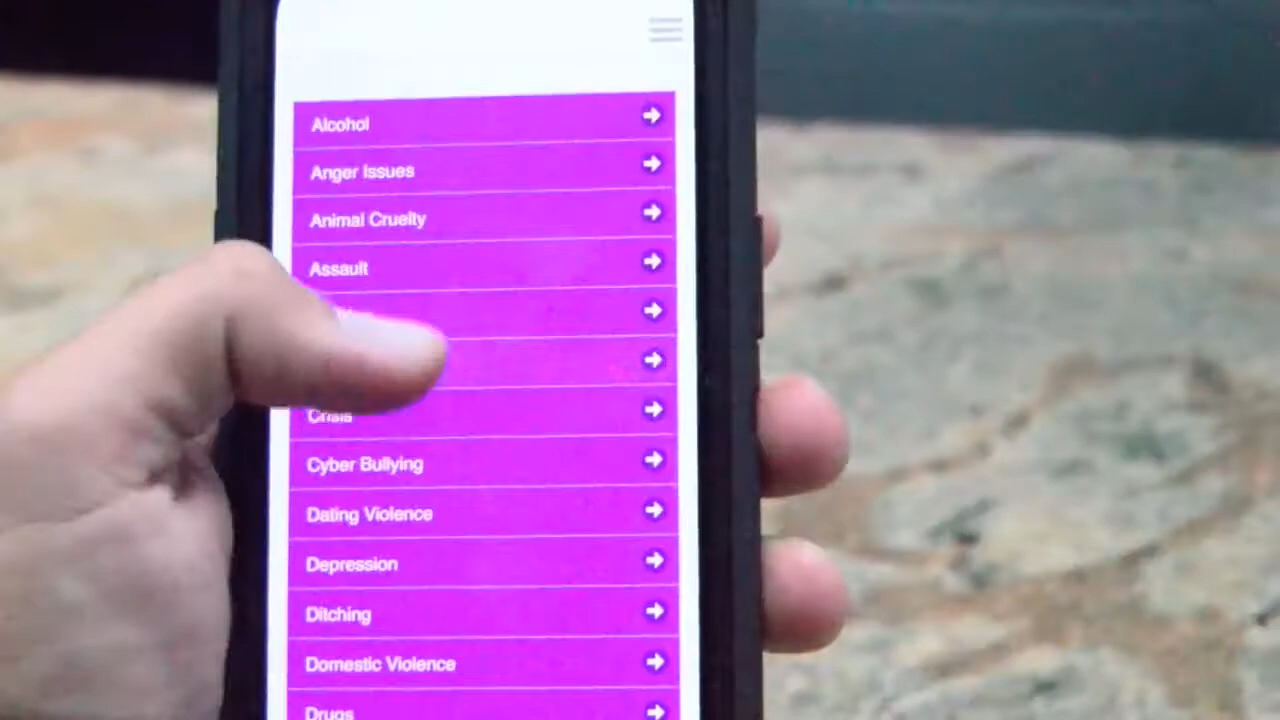 Alcohol
Anger Issues
Animal Cruelty
Assault
Crisis
Cyber Bullying
Dating Violence
Depression
Ditching
Domestic Violence
Drugs